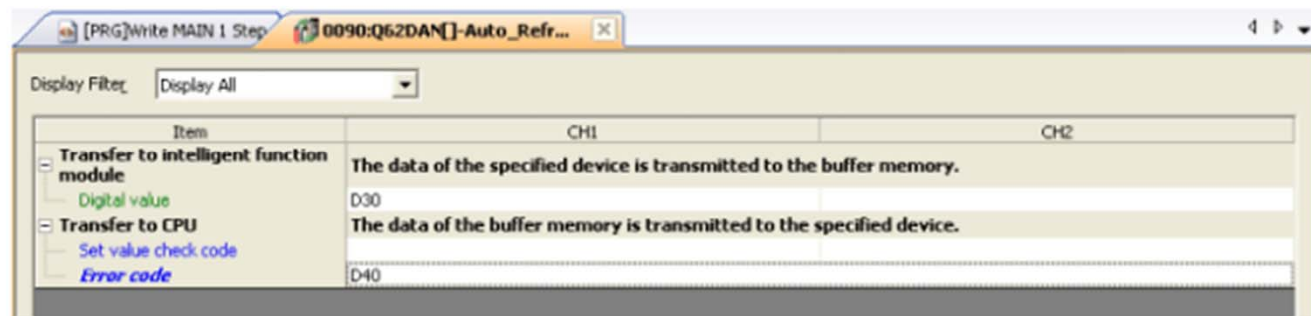 [PRG]Write MAIN 1 Step 0090:Q62DAN[]-Auto_Refr...
Display Filter Display All
Item CH1 CH2
Transfer to intelligent function module The data of the specified device is transmitted to the buffer memory.
Digital value D30
Transfer to CPU The data of the buffer memory is transmitted to the specified device.
Set value check code
Error code D40